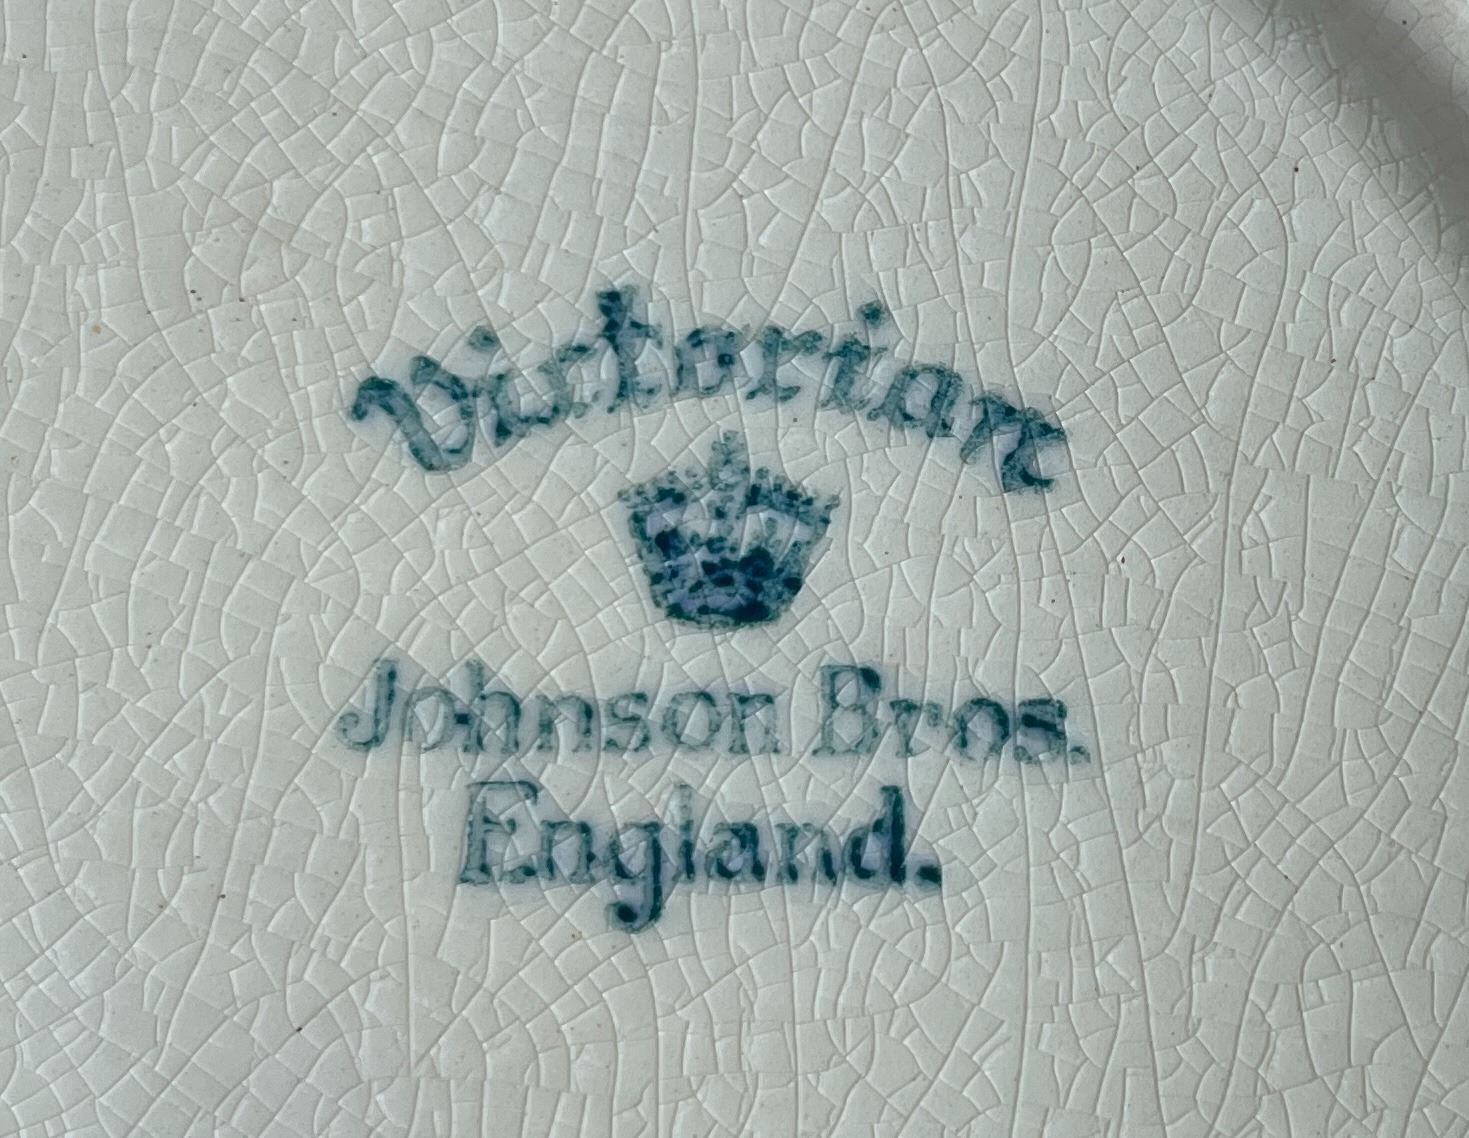 Victorian
Johnson Bros.
England.